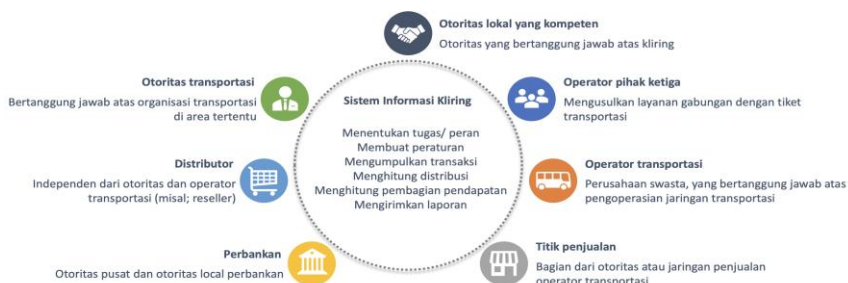 Otoritas lokal yang kompeten
Otoritas yang bertanggung jawab atas kliring
Otoritas transportasi
Bertanggung jawab atas organisasi transportasi
di area tertentu
Operator pihak ketiga
Mengusulkan layanan gabungan dengan tiket
transportasi
Sistem Informasi Kliring
Menentukan tugas/ peran
Membuat peraturan
Mengumpulkan transaksi
Menghitung distribusi
Menghitung pembagian pendapatan
Mengirimkan laporan
Distributor
Independen dari otoritas dan operator
transportasi (misal; reseller)
Operator transportasi
Perusahaan swasta, yang bertanggung jawab atas
pengoperasian jaringan transportasi
Perbankan
Otoritas pusat dan otoritas local perbankan
Titik penjualan
Bagian dari otoritas atau jaringan penjualan
operator transportasi